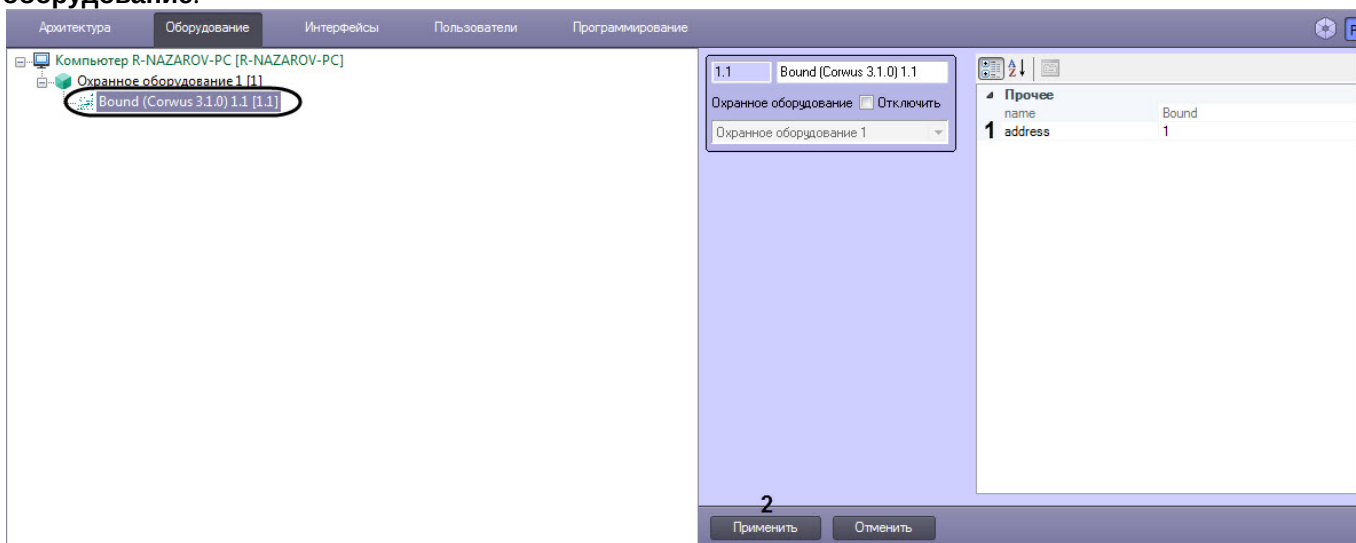 оборудование.
Архитектура Оборудование Интерфейсы Пользователи Программирование
Компьютер R-NAZAROV-PC [R-NAZAROV-PC]
Охранное оборудование 1 [1]
Bound (Corwus 3.1.0) 1.1 [1.1]
1.1 Bound (Corwus 3.1.0) 1.1
Охранное оборудование Отключить
Охранное оборудование 1
Прочее
name Bound
1 address 1
2
Применить Отменить